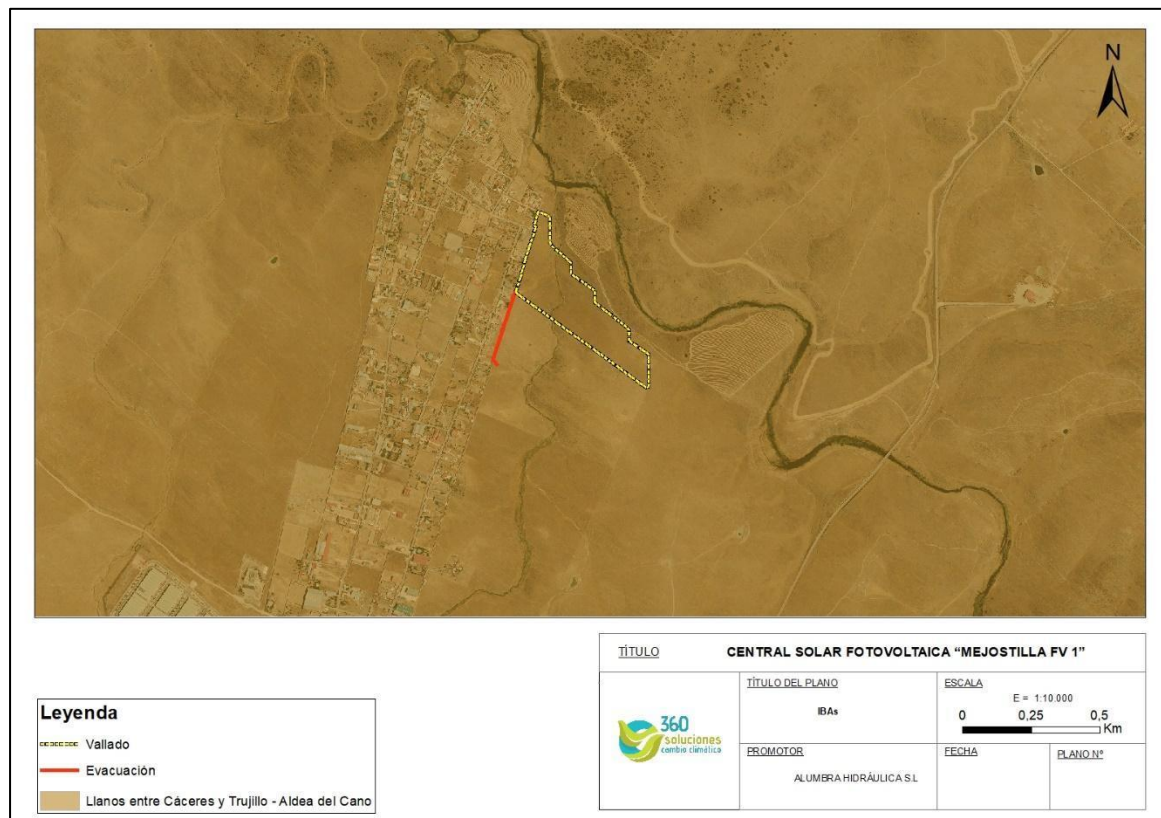 N
TÍTULO
CENTRAL SOLAR FOTOVOLTAICA “MEJOSTILLA FV 1”
360
soluciones
cambio climático
TÍTULO DEL PLANO
IBAs
ESCALA
E = 1:10.000
0 0,25 0,5
Km
PROMOTOR
ALUMBRA HIDRÁULICA S.L
FECHA
PLANO Nº
Leyenda
Vallado
Evacuación
Llanos entre Cáceres y Trujillo - Aldea del Cano